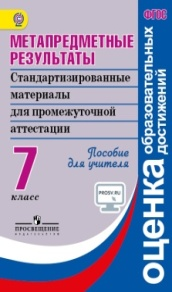 ФГОС
МЕТАПРЕДМЕТНЫЕ
РЕЗУЛЬТАТЫ
Стандартизированные
материалы
для промежуточной
аттестации
7
класс
Пособие
для учителя
PROSV.RU
ПРОСВЕЩЕНИЕ
ИЗДАТЕЛЬСТВО
оценка
образовательных
достижений